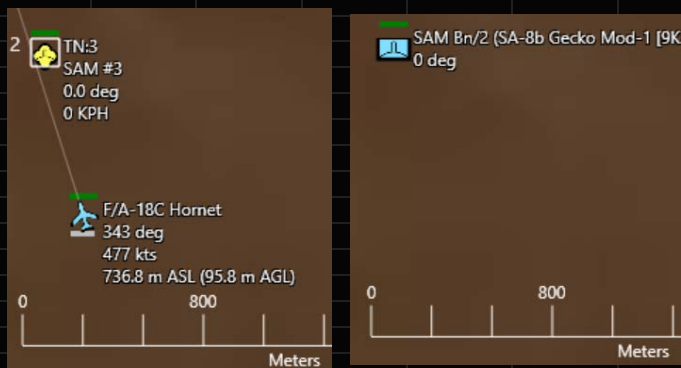 2
TN:3
SAM #3
0.0 deg
0 KPH
F/A-18C Hornet
343 deg
477 kts
736.8 m ASL (95.8 m AGL)
0 800
Meters
SAM Bn/2 (SA-8b Gecko Mod-1 [9K
0 deg
0 800
Meters